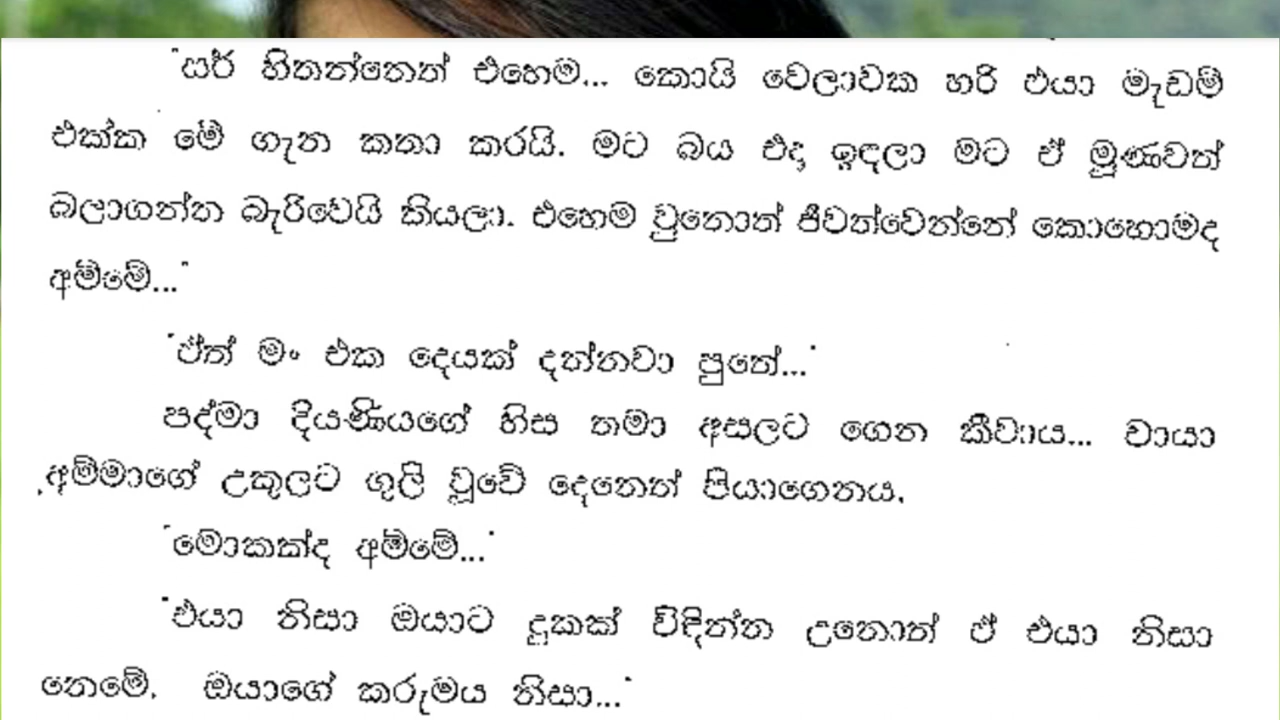 "සර් හිතන්නෙත් එහෙම... කොයි වෙලාවක හරි එයා මැඩම්
එක්ක මේ ගැන කතා කරයි. මට බය එදා ඉඳලා මට ඒ මූණවත්
බලාගන්න බැරිවෙයි කියලා. එහෙම වුනොත් ජීවත්වෙන්නේ කොහොමද
අම්මේ..."
"ඒත් මං එක දෙයක් දන්නවා පුතේ..."
පද්මා දියණියගේ හිස තමා අසලට ගෙන කීවාය... චායා
අම්මාගේ උකුලට ගුලි වූවේ දෙනෙත් පියාගෙනය.
"මොකක්ද අම්මේ..."
"එයා නිසා ඔයාට දුකක් විඳින්න උනොත් ඒ එයා නිසා
නෙමේ. ඔයාගේ කරුමය නිසා..."